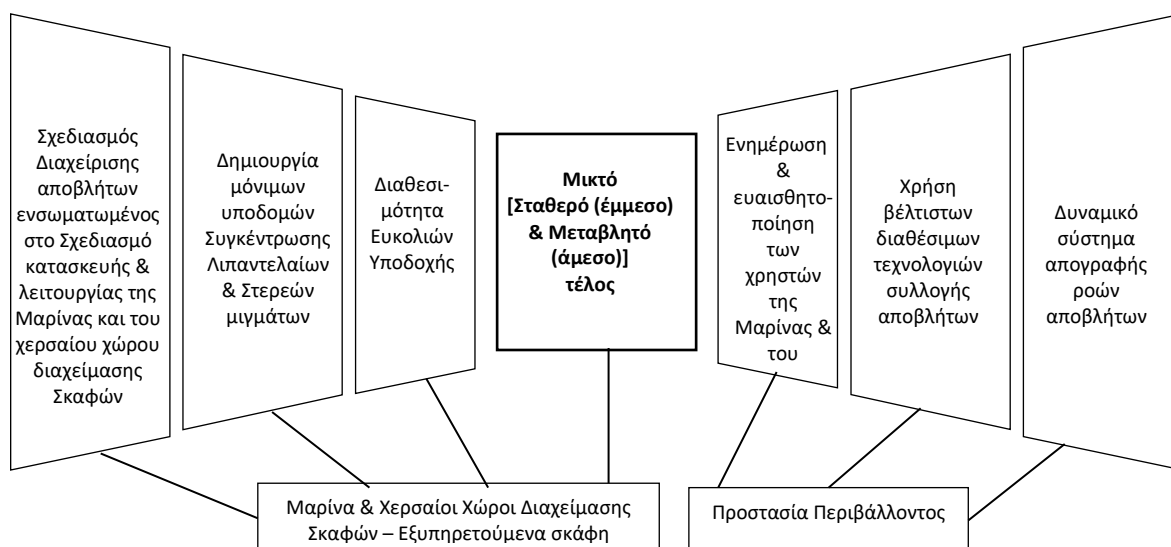 Σχεδιασμός
Διαχείρισης
αποβλήτων
ενσωματωμένος
στο Σχεδιασμό
κατασκευής &
λειτουργίας της
Μαρίνας και του
χερσαίου χώρου
διαχείμασης
Σκαφών
Δημιουργία
μόνιμων
υποδομών
Συγκέντρωσης
Λιπαντελαίων
& Στερεών
μιγμάτων
Διαθεσι-
μότητα
Ευκολιών
Υποδοχής
Μικτό
[Σταθερό (έμμεσο)
& Μεταβλητό
(άμεσο)]
τέλος
Ενημέρωση
&
ευαισθητο-
ποίηση
των
χρηστών
της
Μαρίνας &
του
Χρήση
βέλτιστων
διαθέσιμων
τεχνολογιών
συλλογής
αποβλήτων
Δυναμικό
σύστημα
απογραφής
ροών
αποβλήτων
Μαρίνα & Χερσαίοι Χώροι Διαχείμασης
Σκαφών – Εξυπηρετούμενα σκάφη
Προστασία Περιβάλλοντος